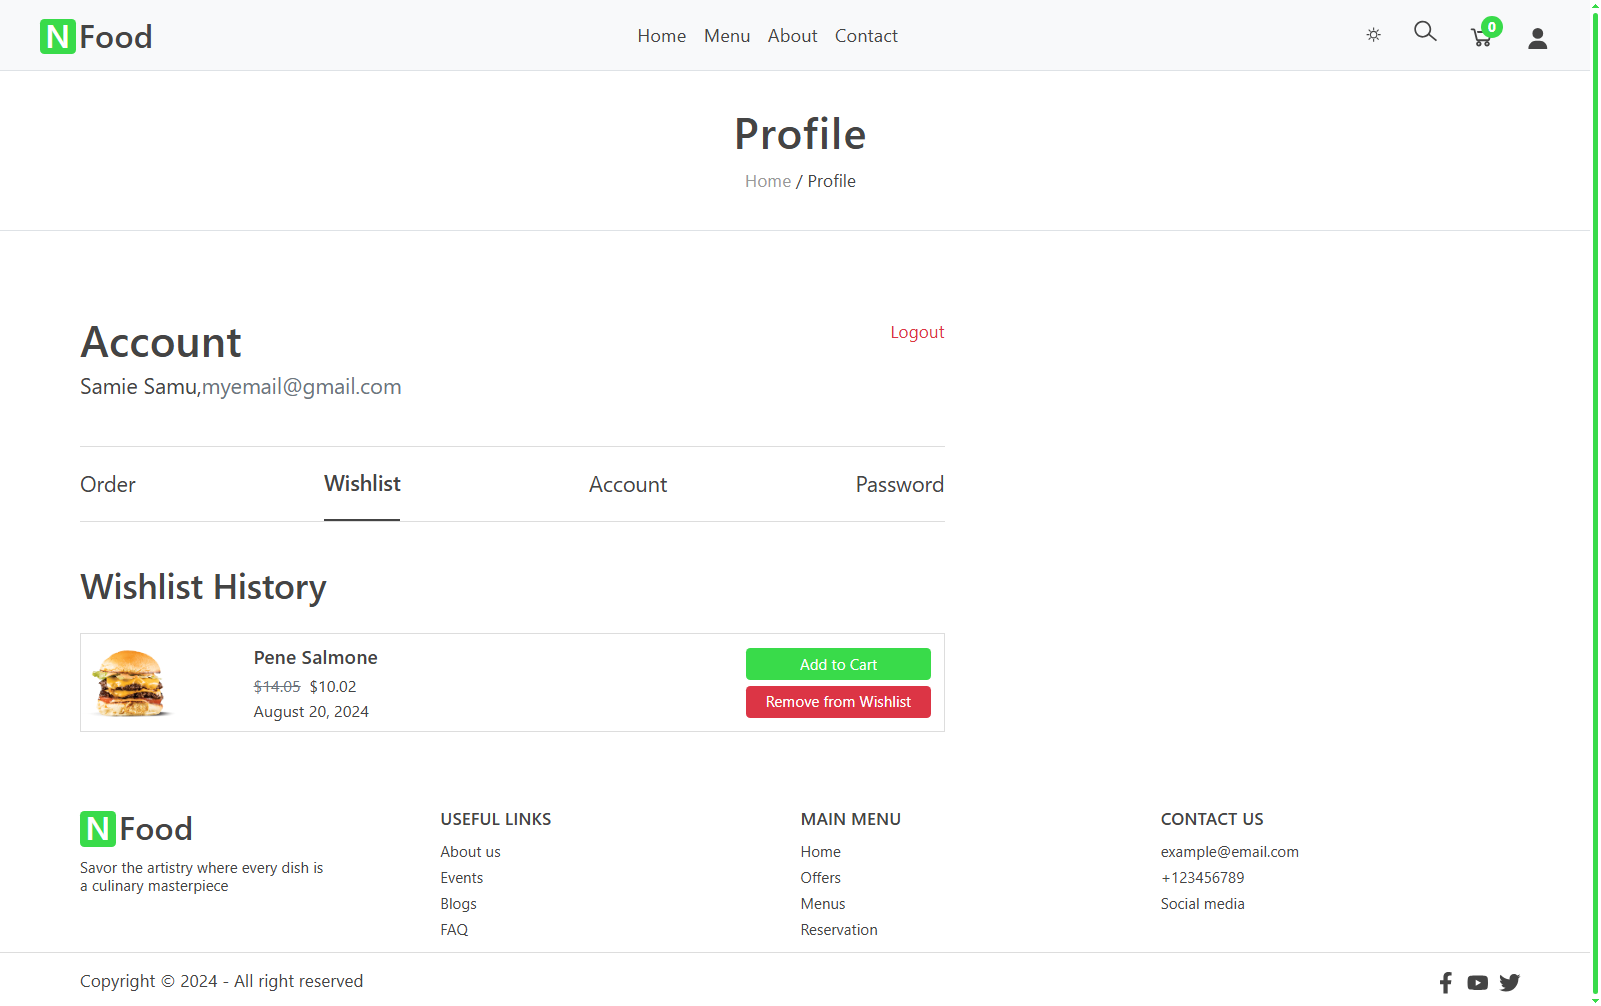 N Food
Home Menu About Contact
0
Profile
Home / Profile
Account
Logout
Samie Samu,myemail@gmail.com
Order Wishlist Account Password
Wishlist History
Pene Salmone
$14.05 $10.02
August 20, 2024
Add to Cart
Remove from Wishlist
N Food
Savor the artistry where every dish is
a culinary masterpiece
USEFUL LINKS
About us
Events
Blogs
FAQ
MAIN MENU
Home
Offers
Menus
Reservation
CONTACT US
example@email.com
+123456789
Social media
Copyright © 2024 - All right reserved